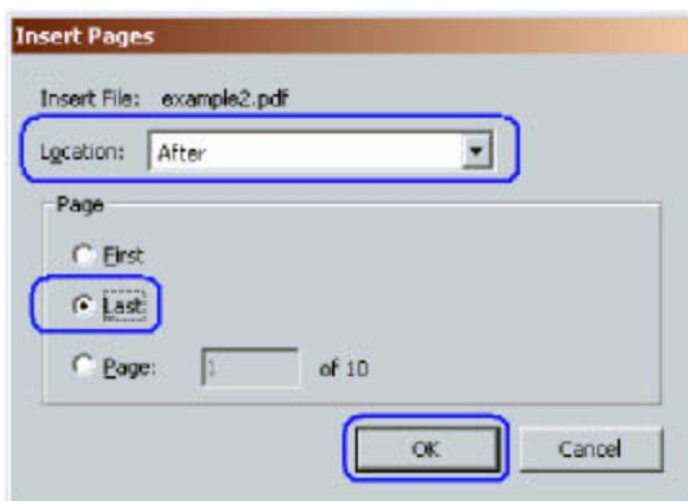 Insert Pages
Insert File: example2.pdf
Location: After
Page
First
Last
Page: 1 of 10
OK Cancel